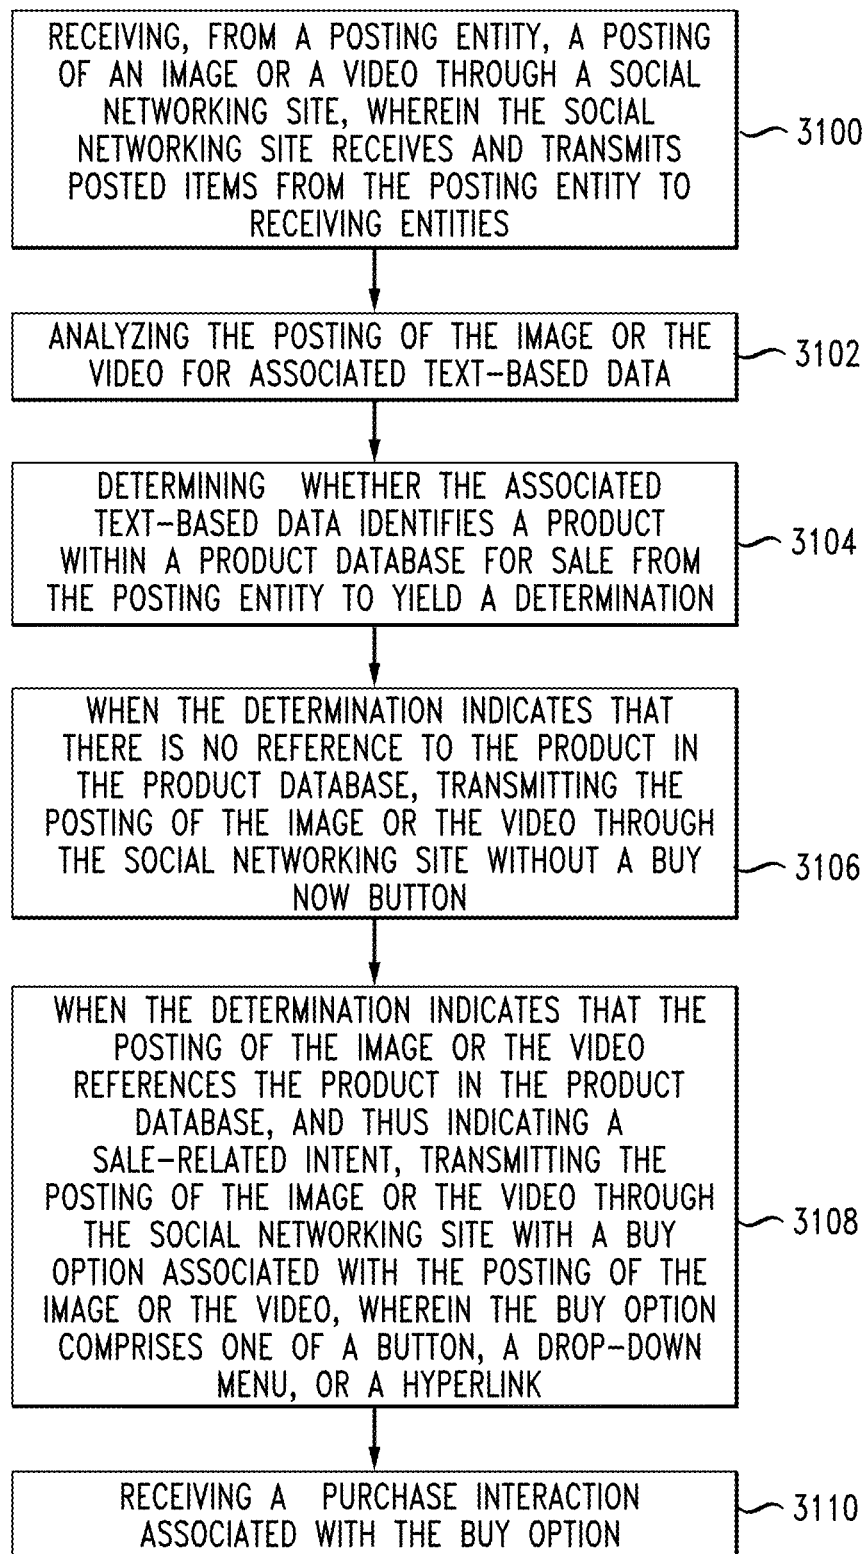 RECEIVING, FROM A POSTING ENTITY, A POSTING
OF AN IMAGE OR A VIDEO THROUGH A SOCIAL
NETWORKING SITE, WHEREIN THE SOCIAL
NETWORKING SITE RECEIVES AND TRANSMITS
POSTED ITEMS FROM THE POSTING ENTITY TO
RECEIVING ENTITIES
3100
ANALYZING THE POSTING OF THE IMAGE OR THE
VIDEO FOR ASSOCIATED TEXT-BASED DATA
3102
DETERMINING WHETHER THE ASSOCIATED
TEXT-BASED DATA IDENTIFIES A PRODUCT
WITHIN A PRODUCT DATABASE FOR SALE FROM
THE POSTING ENTITY TO YIELD A DETERMINATION
3104
WHEN THE DETERMINATION INDICATES THAT
THERE IS NO REFERENCE TO THE PRODUCT IN
THE PRODUCT DATABASE, TRANSMITTING THE
POSTING OF THE IMAGE OR THE VIDEO THROUGH
THE SOCIAL NETWORKING SITE WITHOUT A BUY
NOW BUTTON
3106
WHEN THE DETERMINATION INDICATES THAT THE
POSTING OF THE IMAGE OR THE VIDEO
REFERENCES THE PRODUCT IN THE PRODUCT
DATABASE, AND THUS INDICATING A
SALE-RELATED INTENT, TRANSMITTING THE
POSTING OF THE IMAGE OR THE VIDEO THROUGH
THE SOCIAL NETWORKING SITE WITH A BUY
OPTION ASSOCIATED WITH THE POSTING OF THE
IMAGE OR THE VIDEO, WHEREIN THE BUY OPTION
COMPRISES ONE OF A BUTTON, A DROP-DOWN
MENU, OR A HYPERLINK
3108
RECEIVING A PURCHASE INTERACTION
ASSOCIATED WITH THE BUY OPTION
3110